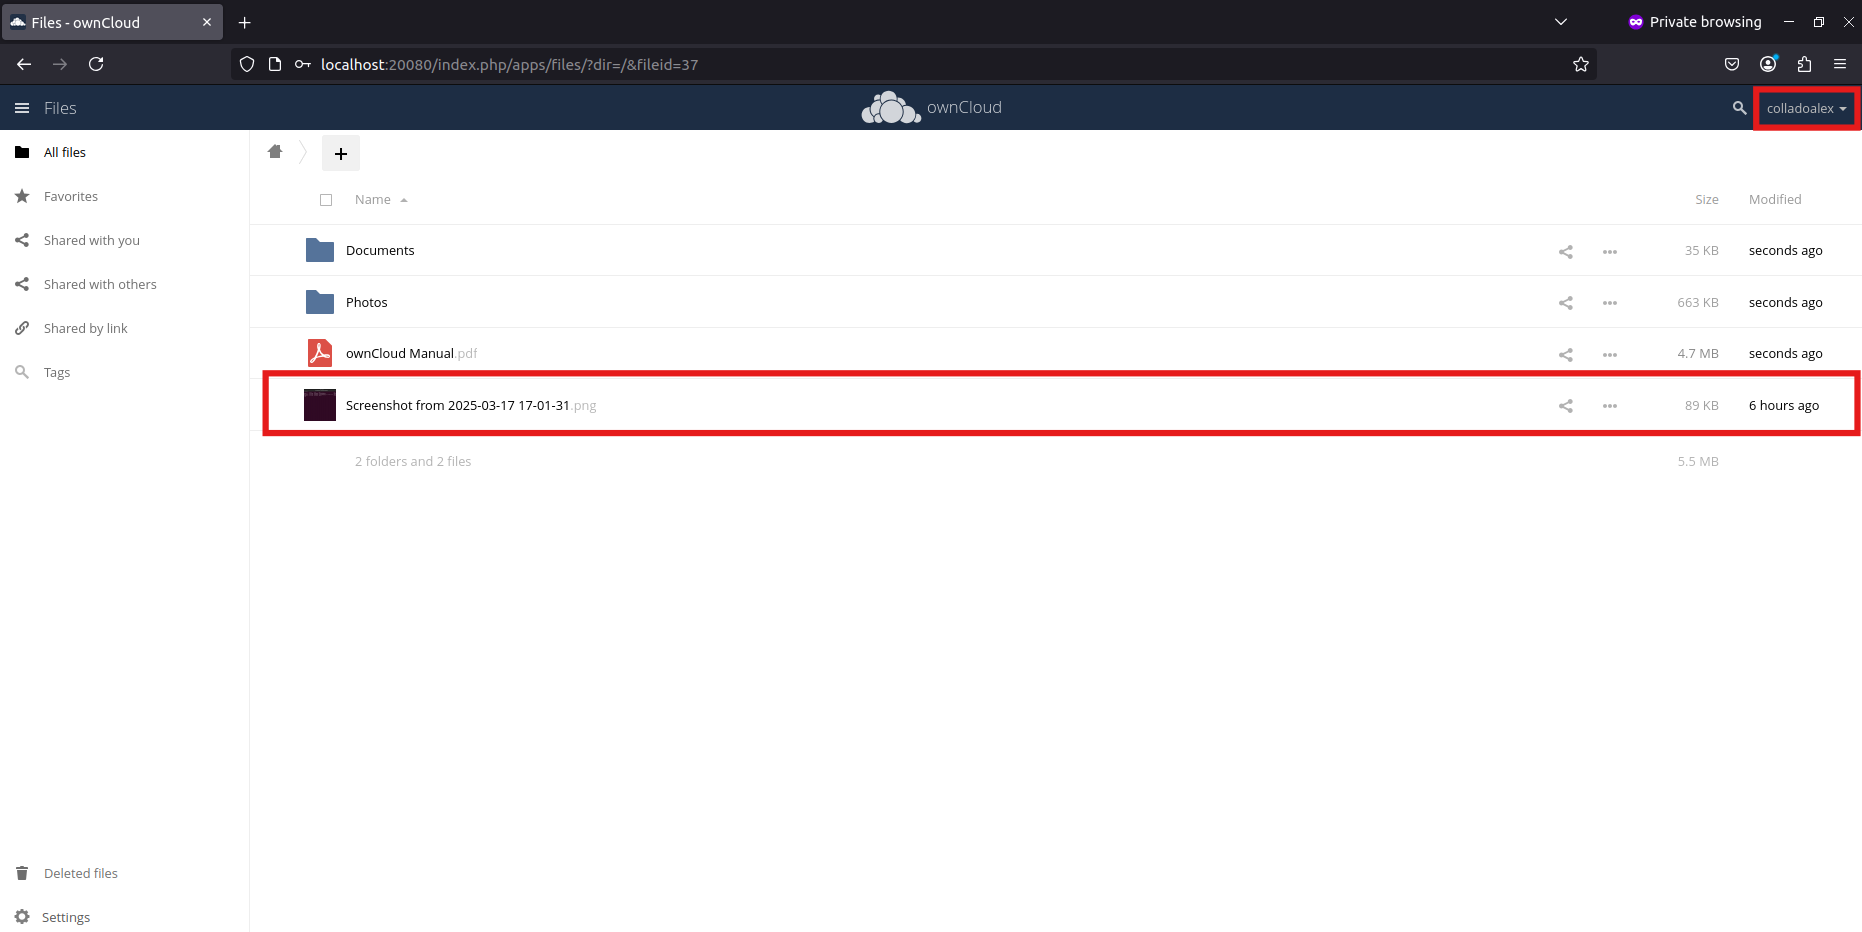 Files - ownCloud
Private browsing
localhost:20080/index.php/apps/files/?dir=/&fileid=37
Files
ownCloud
colladoalex
All files
Favorites
Shared with you
Shared with others
Shared by link
Tags
Name Size Modified
Documents 35 KB seconds ago
Photos 663 KB seconds ago
ownCloud Manual.pdf 4.7 MB seconds ago
Screenshot from 2025-03-17 17-01-31.png 89 KB 6 hours ago
2 folders and 2 files 5.5 MB
Deleted files
Settings